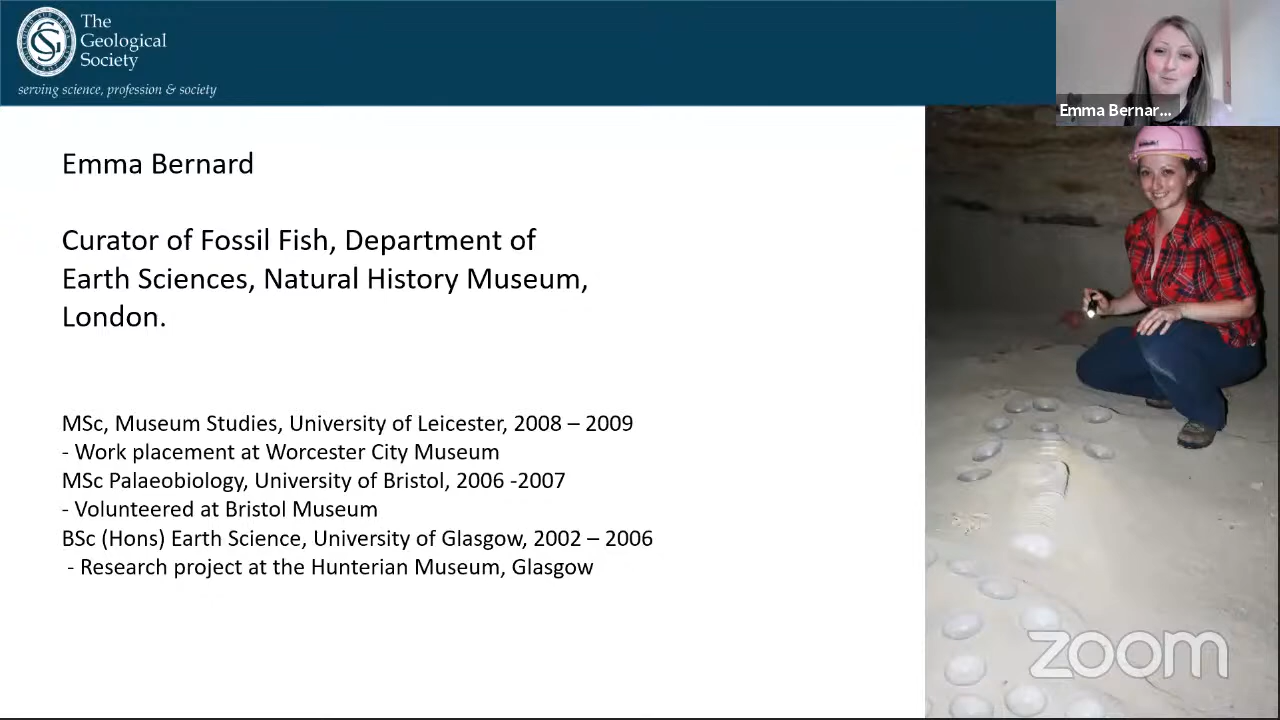 The
Geological
Society
serving science, profession & society
Emma Bernar...
Emma Bernard
Curator of Fossil Fish, Department of
Earth Sciences, Natural History Museum,
London.
MSc, Museum Studies, University of Leicester, 2008 – 2009
- Work placement at Worcester City Museum
MSc Palaeobiology, University of Bristol, 2006 -2007
- Volunteered at Bristol Museum
BSc (Hons) Earth Science, University of Glasgow, 2002 – 2006
- Research project at the Hunterian Museum, Glasgow
zoom